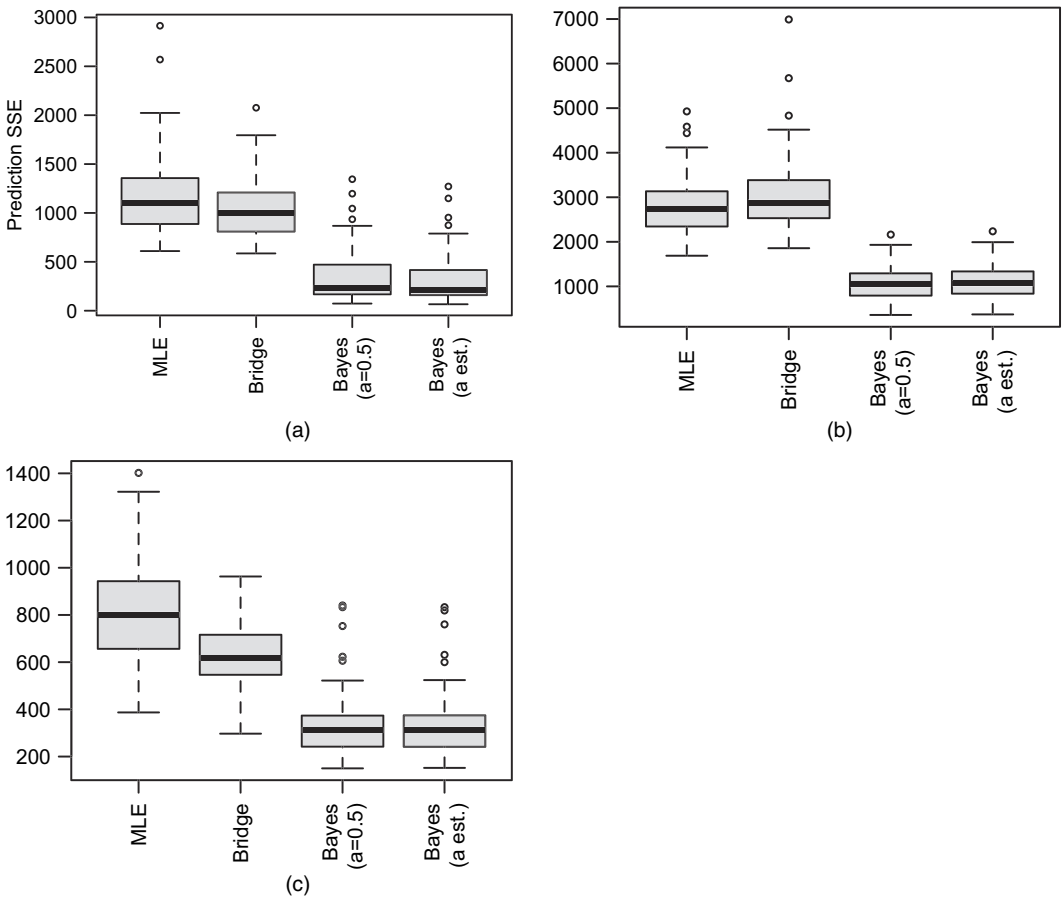 Prediction SSE
3000
2500
2000
1500
1000
500
0
MLE
Bridge
Bayes
(a=0.5)
Bayes
(a est.)
(a)
7000
6000
5000
4000
3000
2000
1000
MLE
Bridge
Bayes
(a=0.5)
Bayes
(a est.)
(b)
1400
1200
1000
800
600
400
200
MLE
Bridge
Bayes
(a=0.5)
Bayes
(a est.)
(c)